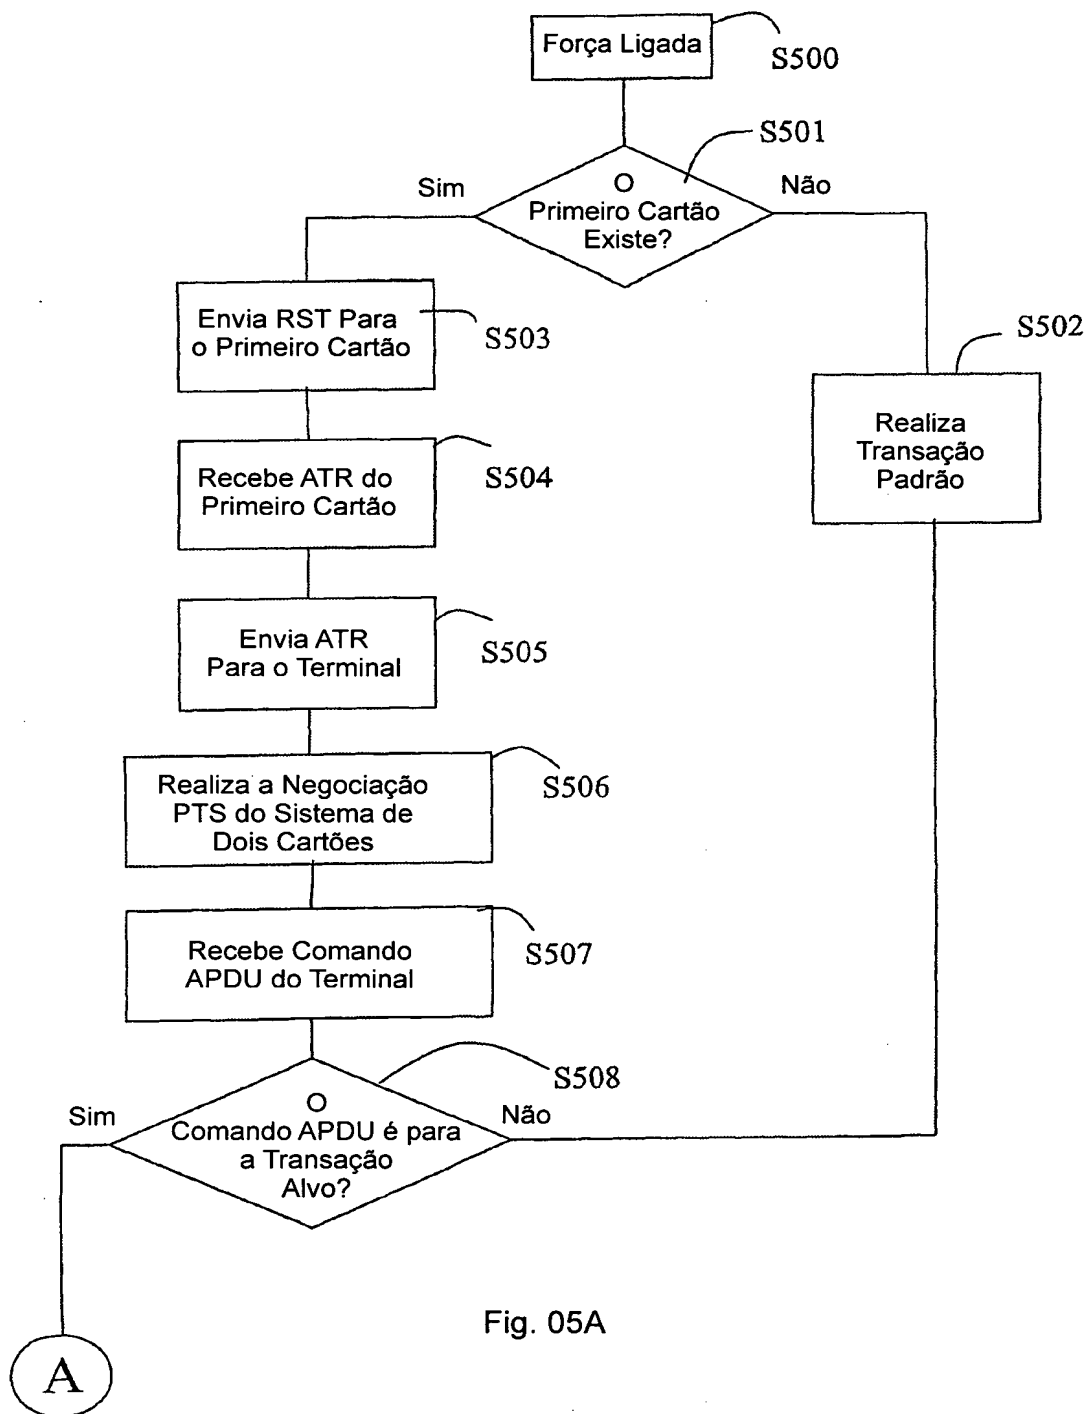 Força Ligada
S500
S501
Sim
O
Primeiro Cartão
Existe?
Não
Envia RST Para
o Primeiro Cartão
S503
S502
Realiza
Transação
Padrão
Recebe ATR do
Primeiro Cartão
S504
Envia ATR
Para o Terminal
S505
Realiza a Negociação
PTS do Sistema de
Dois Cartões
S506
Recebe Comando
APDU do Terminal
S507
S508
Sim
O
Comando APDU é para
a Transação
Alvo?
Não
Fig. 05A
A